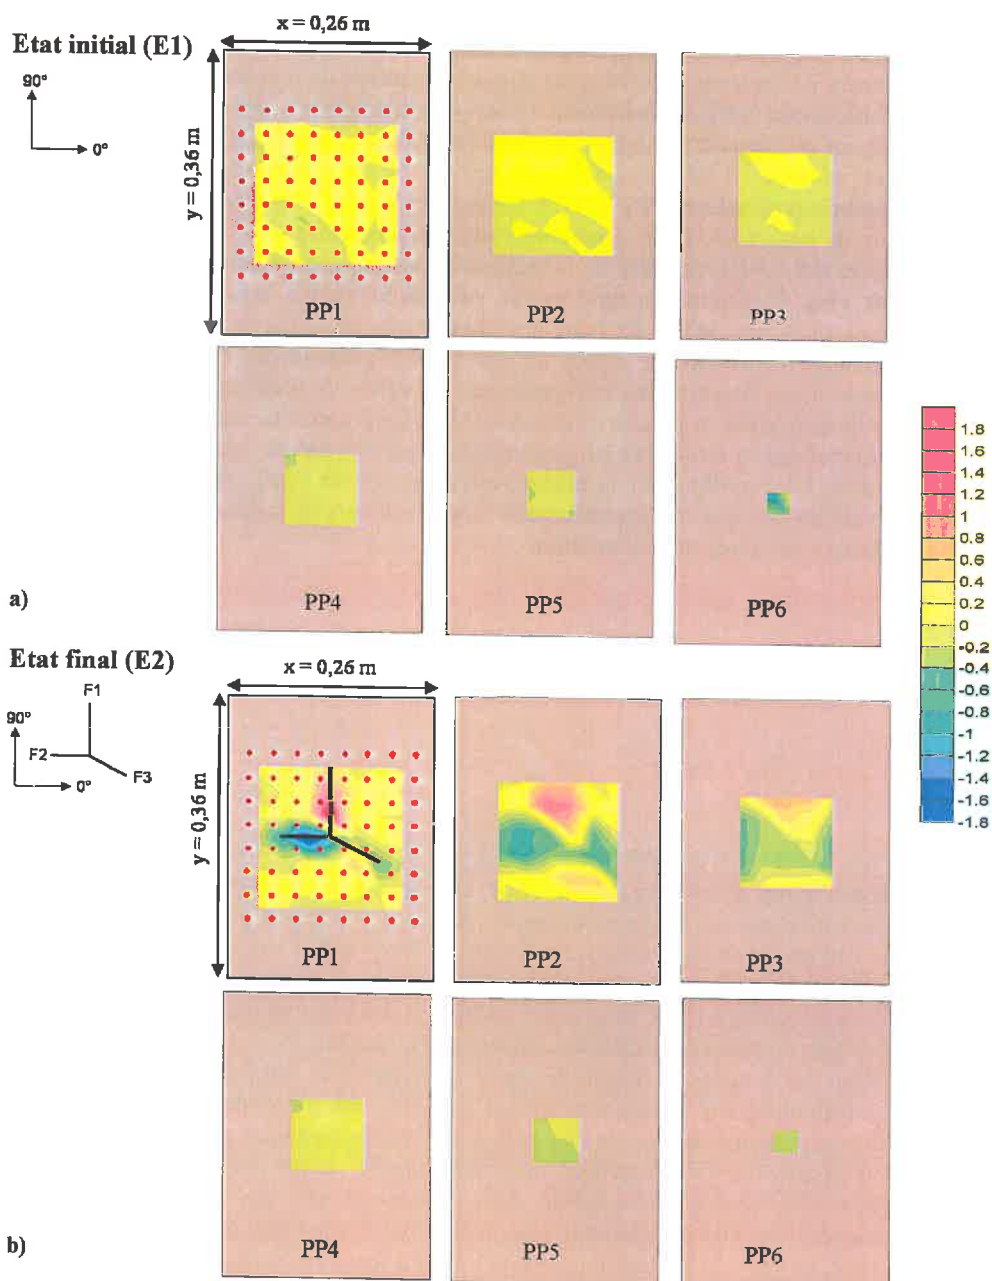 x = 0,26 m
Etat initial (E1)
90°
0°
y = 0,36 m
PP1
PP2
PP3
PP4
PP5
PP6
a)
1.8
1.6
1.4
1.2
1
0.8
0.6
0.4
0.2
0
-0.2
-0.4
-0.6
-0.8
-1
-1.2
-1.4
-1.6
-1.8
Etat final (E2)
x = 0,26 m
F1
90°
F2
F3
0°
y = 0,36 m
PP1
PP2
PP3
PP4
PP5
PP6
b)